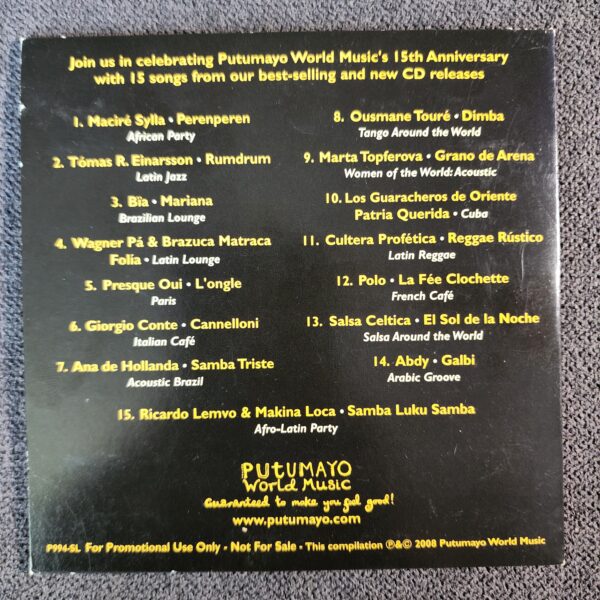 Join us in celebrating Putumayo World Music's 15th Anniversary
with 15 songs from our best-selling and new CD releases
1. Maciré Sylla • Perenperen
African Party
2. Tómas R. Einarsson • Rumdrum
Latin Jazz
3. Bïa • Mariana
Brazilian Lounge
4. Wagner Pá & Brazuca Matraca
Folía • Latin Lounge
5. Presque Oui • L'ongle
Paris
6. Giorgio Conte • Cannelloni
Italian Café
7. Ana de Hollanda • Samba Triste
Acoustic Brazil
8. Ousmane Touré • Dimba
Tango Around the World
9. Marta Topferova • Grano de Arena
Women of the World: Acoustic
10. Los Guaracheros de Oriente
Patria Querida • Cuba
11. Cultera Profética • Reggae Rústico
Latin Reggae
12. Polo • La Fée Clochette
French Café
13. Salsa Celtica • El Sol de la Noche
Salsa Around the World
14. Abdy • Galbi
Arabic Groove
15. Ricardo Lemvo & Makina Loca • Samba Luku Samba
Afro-Latin Party
PUTUMAYO
World Music
Guaranteed to make you feel good!
www.putumayo.com
P994-SL For Promotional Use Only • Not For Sale • This compilation ℗&© 2008 Putumayo World Music